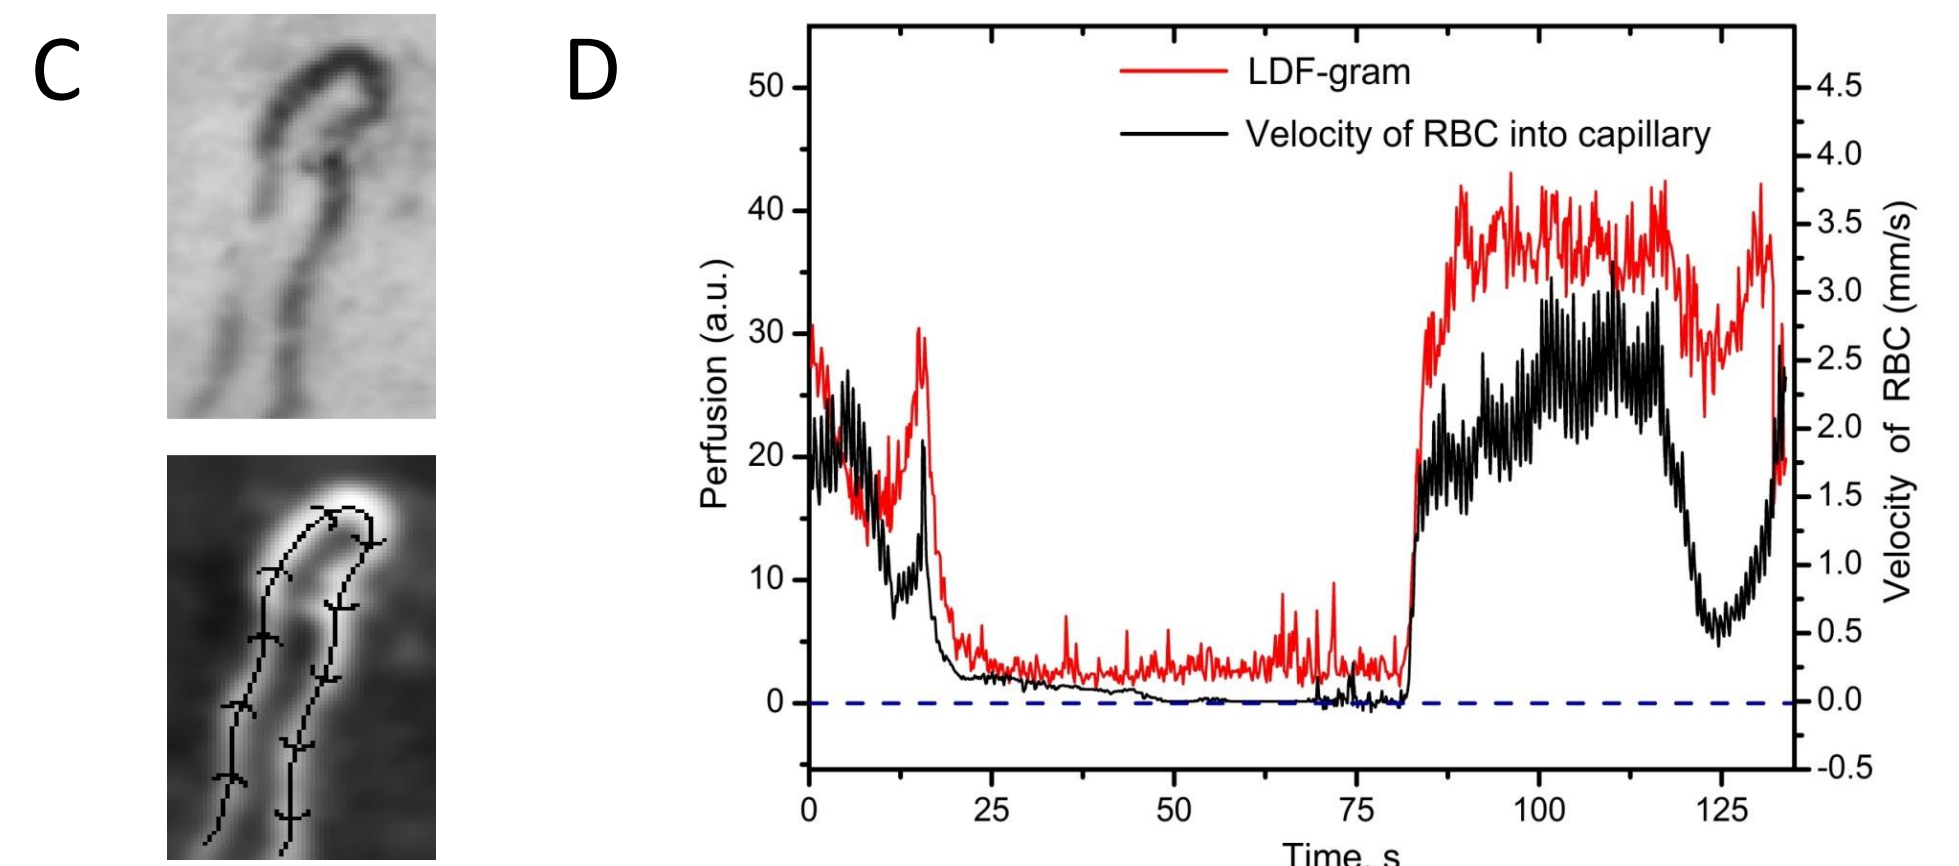 C
D
LDF-gram
Velocity of RBC into capillary
Perfusion (a.u.)
50
40
30
20
10
0
4.5
4.0
3.5
3.0
2.5
2.0
1.5
1.0
0.5
0.0
-0.5
Velocity of RBC (mm/s)
0 25 50 75 100 125
Time, s